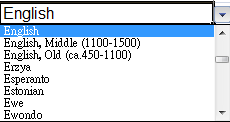 English
English
English, Middle (1100-1500)
English, Old (ca.450-1100)
Erzya
Esperanto
Estonian
Ewe
Ewondo